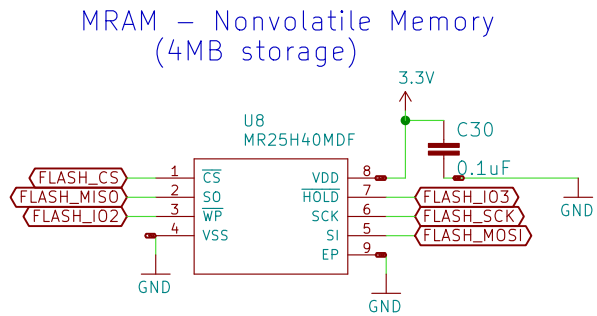 MRAM - Nonvolatile Memory
(4MB storage)
3.3V
U8
MR25H40MDF
C30
0.1uF
FLASH_CS 1 CS VDD 8
FLASH_MISO 2 SO HOLD 7 FLASH_IO3
FLASH_IO2 3 WP SCK 6 FLASH_SCK
4 VSS SI 5 FLASH_MOSI
EP 9
GND
GND
GND